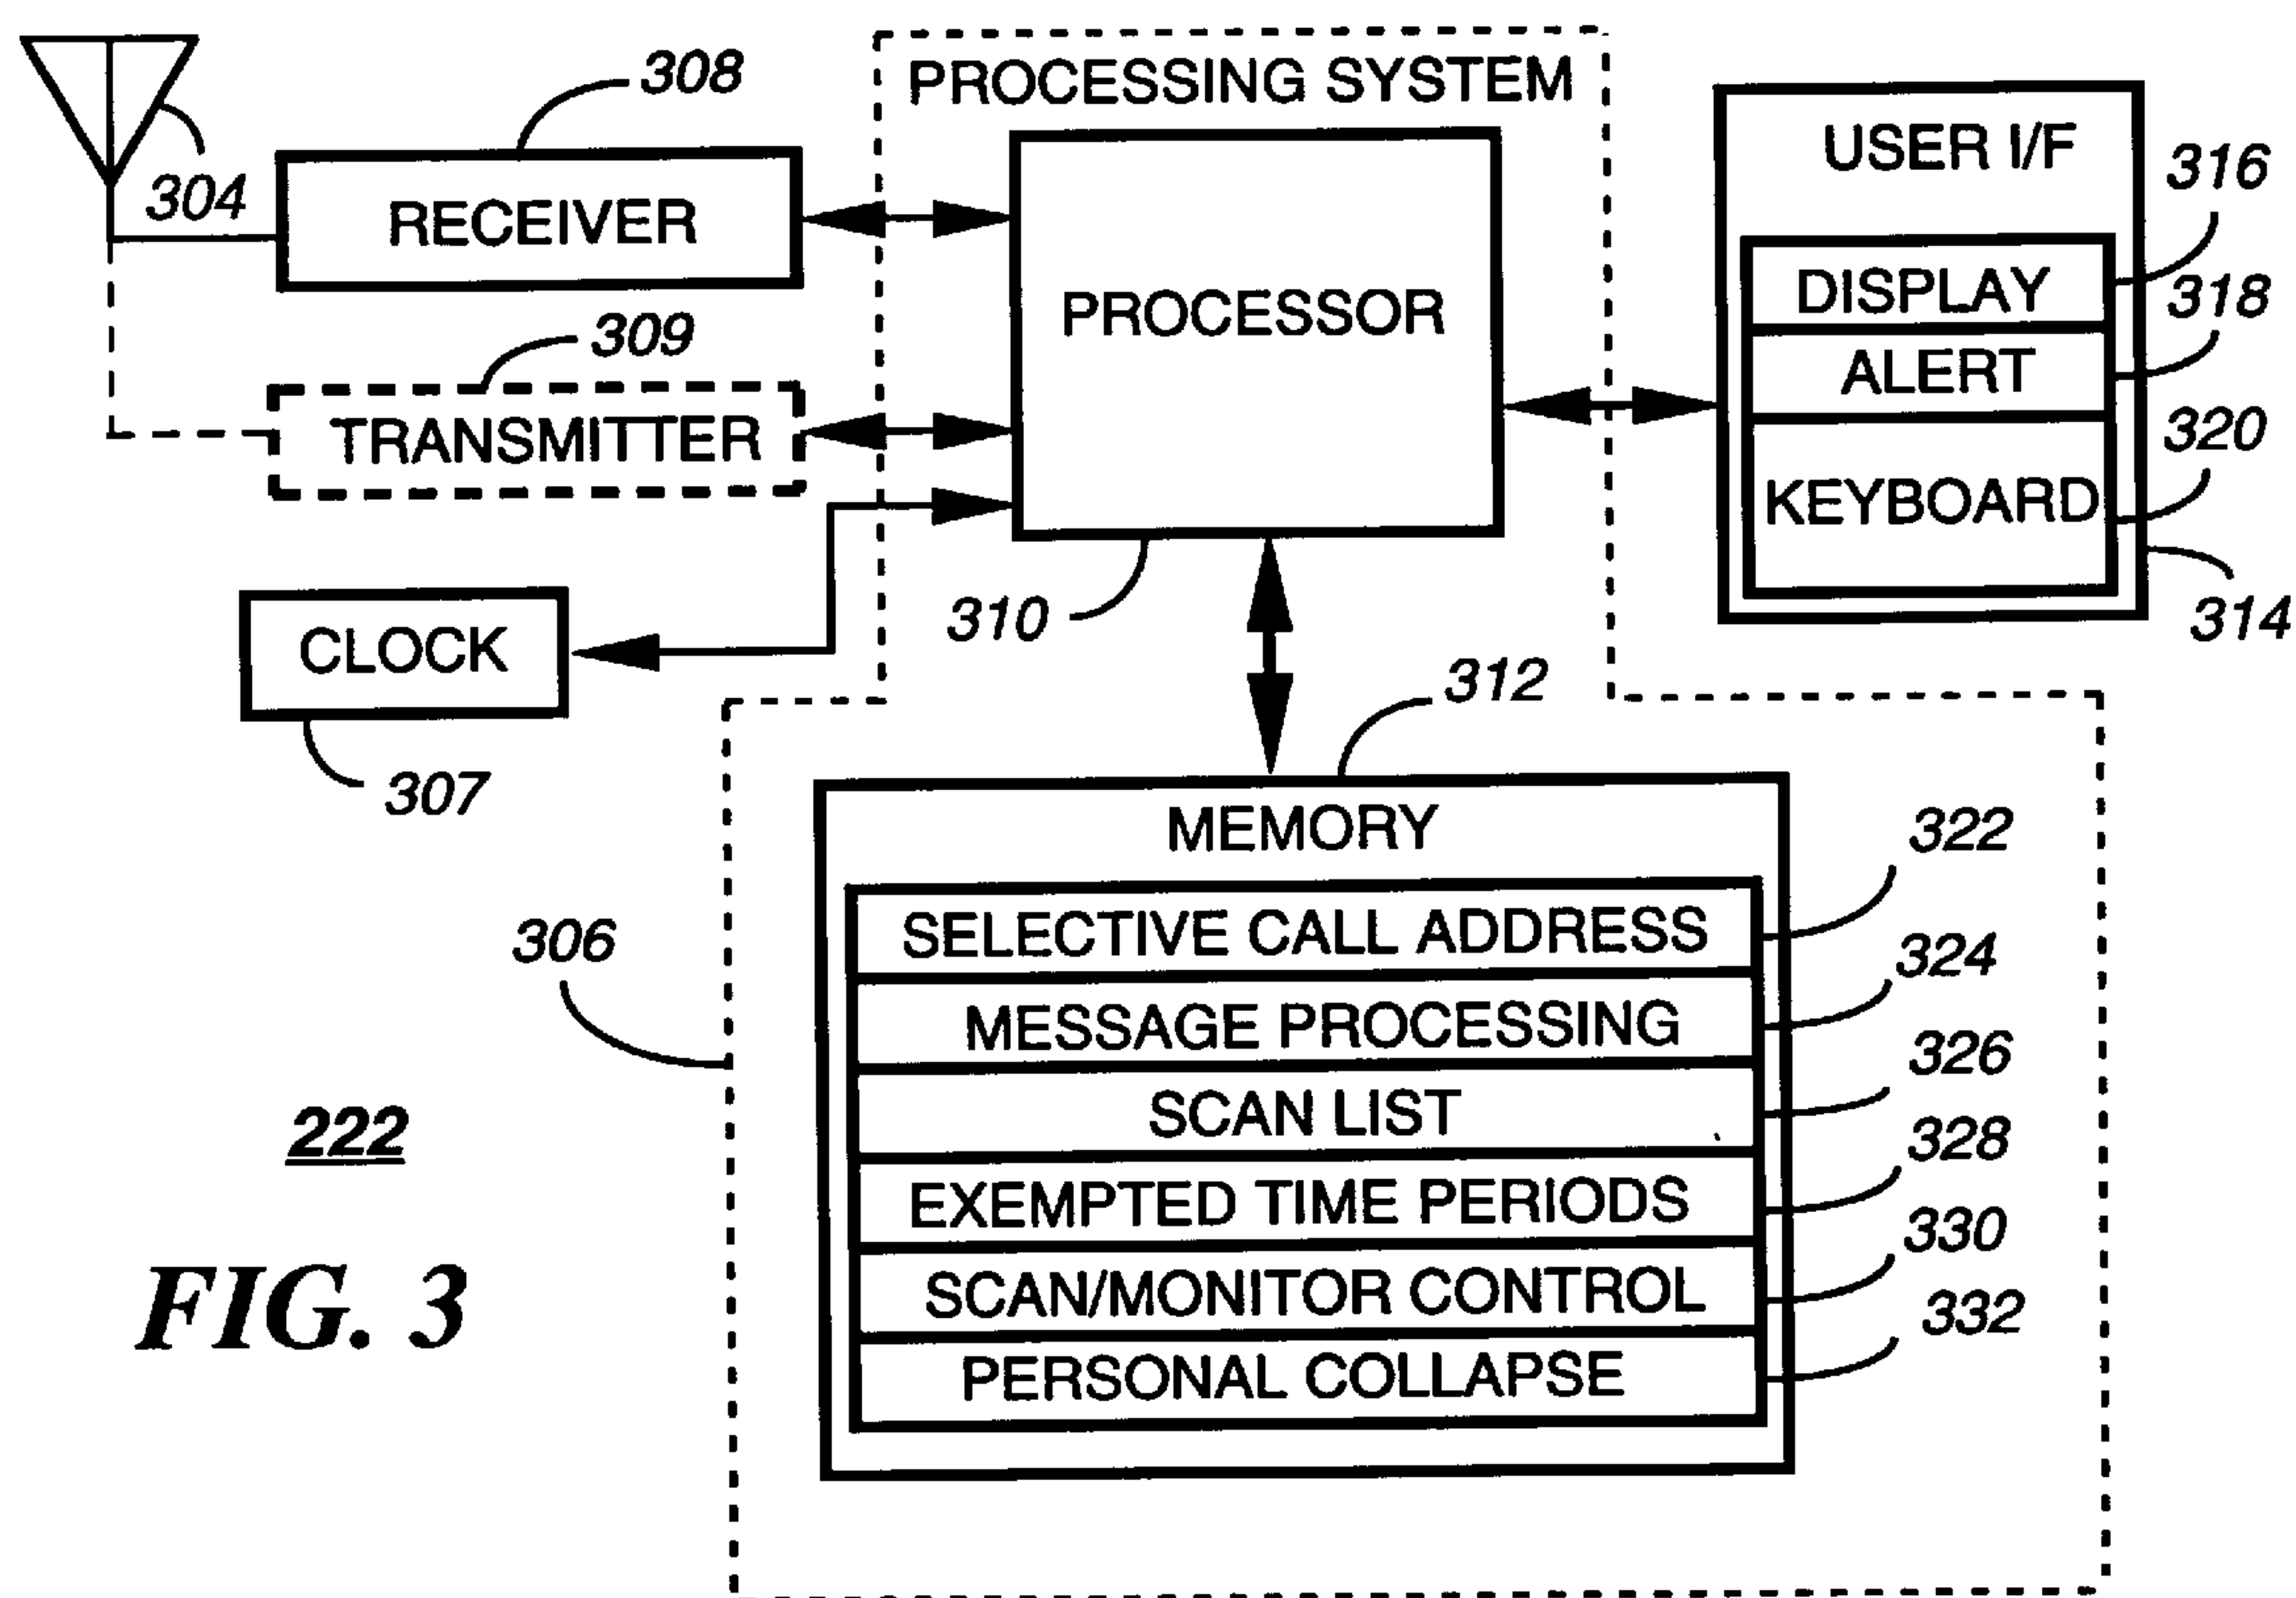 308
PROCESSING SYSTEM
USER I/F
316
304
RECEIVER
PROCESSOR
DISPLAY
318
309
ALERT
TRANSMITTER
320
KEYBOARD
310
314
CLOCK
312
307
MEMORY
322
SELECTIVE CALL ADDRESS
306
324
MESSAGE PROCESSING
326
SCAN LIST
222
328
EXEMPTED TIME PERIODS
330
SCAN/MONITOR CONTROL
FIG. 3
332
PERSONAL COLLAPSE